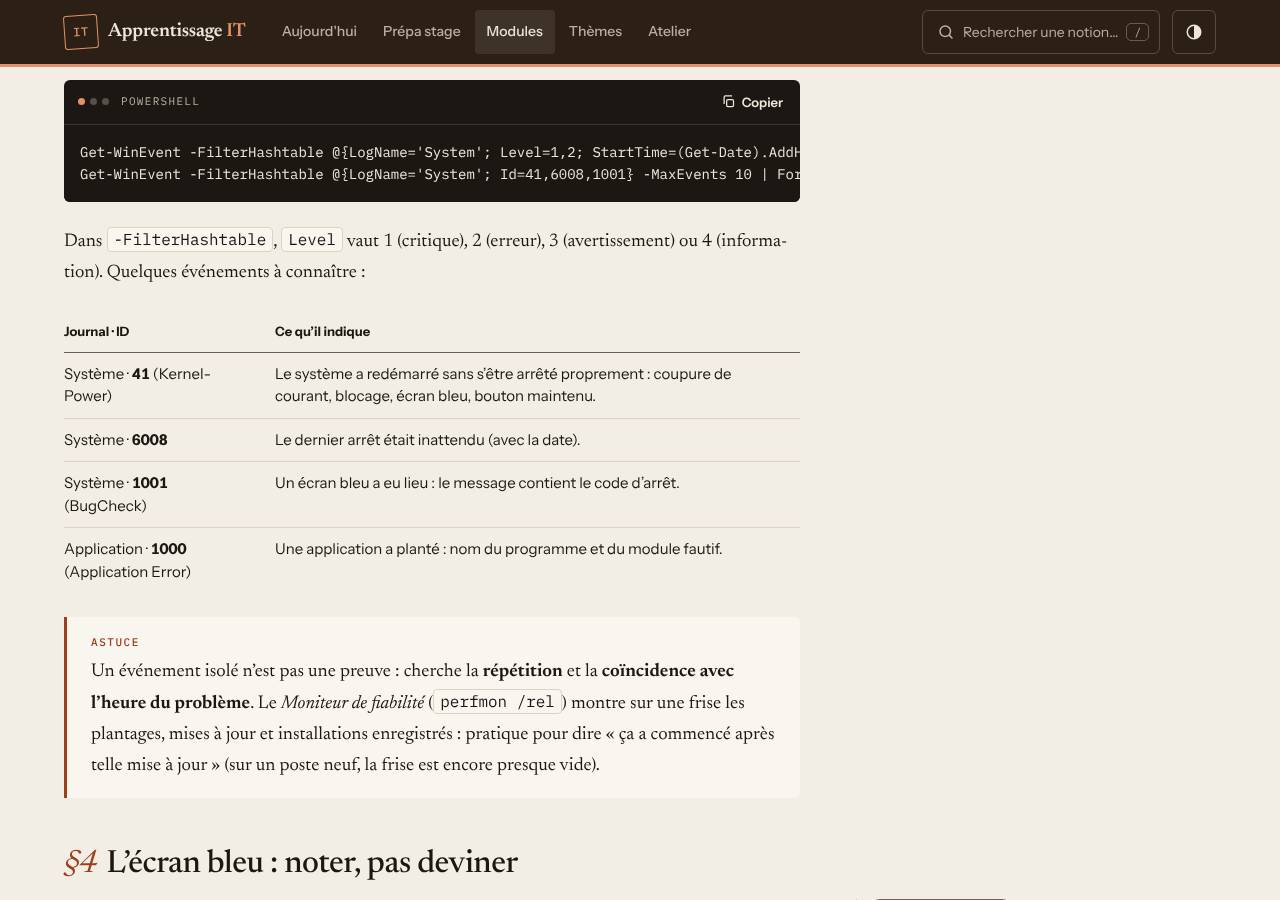 IT Apprentissage IT Aujourd'hui Prépa stage Modules Thèmes Atelier Rechercher une notion… /
POWERSHELL Copier
Get-WinEvent -FilterHashtable @{LogName='System'; Level=1,2; StartTime=(Get-Date).AddH
Get-WinEvent -FilterHashtable @{LogName='System'; Id=41,6008,1001} -MaxEvents 10 | For
Dans -FilterHashtable, Level vaut 1 (critique), 2 (erreur), 3 (avertissement) ou 4 (informa-
tion). Quelques événements à connaître :
Journal · ID Ce qu’il indique
Système · 41 (Kernel- Le système a redémarré sans s’être arrêté proprement : coupure de
Power) courant, blocage, écran bleu, bouton maintenu.
Système · 6008 Le dernier arrêt était inattendu (avec la date).
Système · 1001 Un écran bleu a eu lieu : le message contient le code d’arrêt.
(BugCheck)
Application · 1000 Une application a planté : nom du programme et du module fautif.
(Application Error)
ASTUCE
Un événement isolé n’est pas une preuve : cherche la répétition et la coïncidence avec
l’heure du problème. Le Moniteur de fiabilité (perfmon /rel) montre sur une frise les
plantages, mises à jour et installations enregistrés : pratique pour dire « ça a commencé après
telle mise à jour » (sur un poste neuf, la frise est encore presque vide).
§4 L’écran bleu : noter, pas deviner